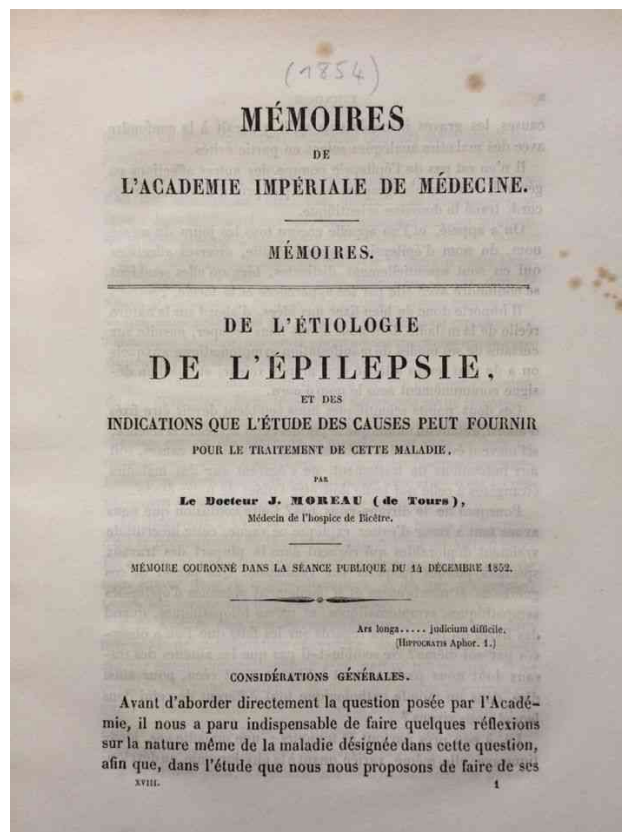 (1854)
MÉMOIRES
DE
L'ACADEMIE IMPÉRIALE DE MÉDECINE.
MÉMOIRES.
DE L'ÉTIOLOGIE
DE L'ÉPILEPSIE,
ET DES
INDICATIONS QUE L'ÉTUDE DES CAUSES PEUT FOURNIR
POUR LE TRAITEMENT DE CETTE MALADIE,
PAR
Le Docteur J. MOREAU (de Tours),
Médecin de l'hospice de Bicêtre.
MÉMOIRE COURONNÉ DANS LA SÉANCE PUBLIQUE DU 14 DÉCEMBRE 1852.
Ars longa..... judicium difficile.
(HIPPOCRATIS Aphor. 1.)
CONSIDÉRATIONS GÉNÉRALES.
Avant d'aborder directement la question posée par l'Acadé-
mie, il nous a paru indispensable de faire quelques réflexions
sur la nature même de la maladie désignée dans cette question,
afin que, dans l'étude que nous nous proposons de faire de ses
XVIII. 1